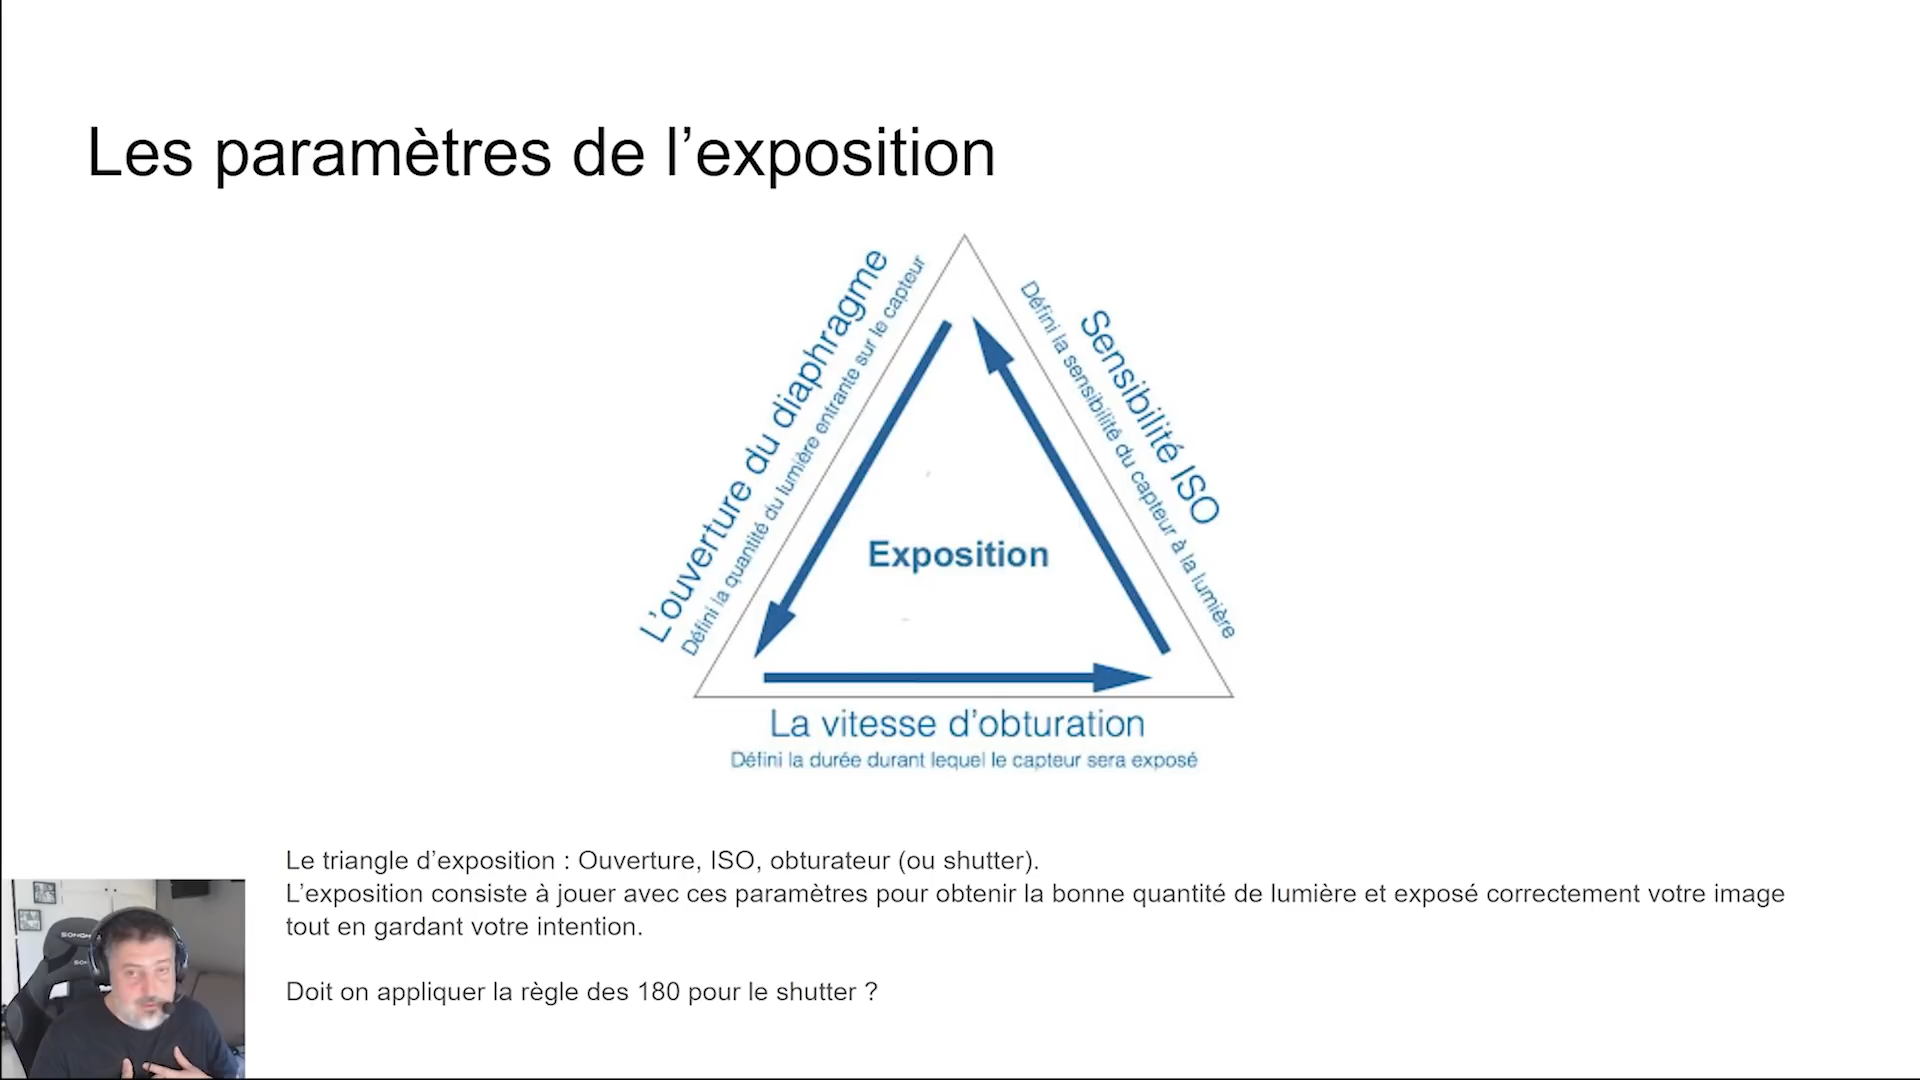 Les paramètres de l’exposition
L’ouverture du diaphragme
Défini la quantité du lumière entrante sur le capteur
Sensibilité ISO
Défini la sensibilité du capteur à la lumière
Exposition
La vitesse d’obturation
Défini la durée durant lequel le capteur sera exposé
Le triangle d’exposition : Ouverture, ISO, obturateur (ou shutter).
L’exposition consiste à jouer avec ces paramètres pour obtenir la bonne quantité de lumière et exposé correctement votre image
tout en gardant votre intention.
Doit on appliquer la règle des 180 pour le shutter ?